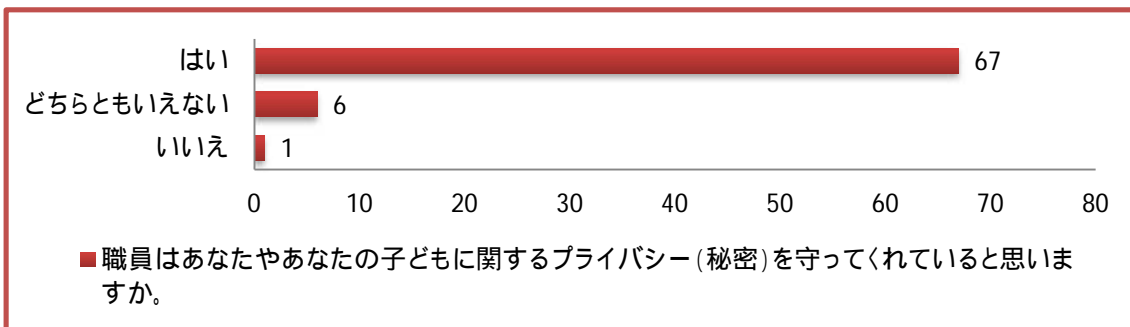 はい 67
どちらともいえない 6
いいえ 1
0 10 20 30 40 50 60 70 80
職員はあなたやあなたの子どもに関するプライバシー(秘密)を守ってくれていると思いま
すか。